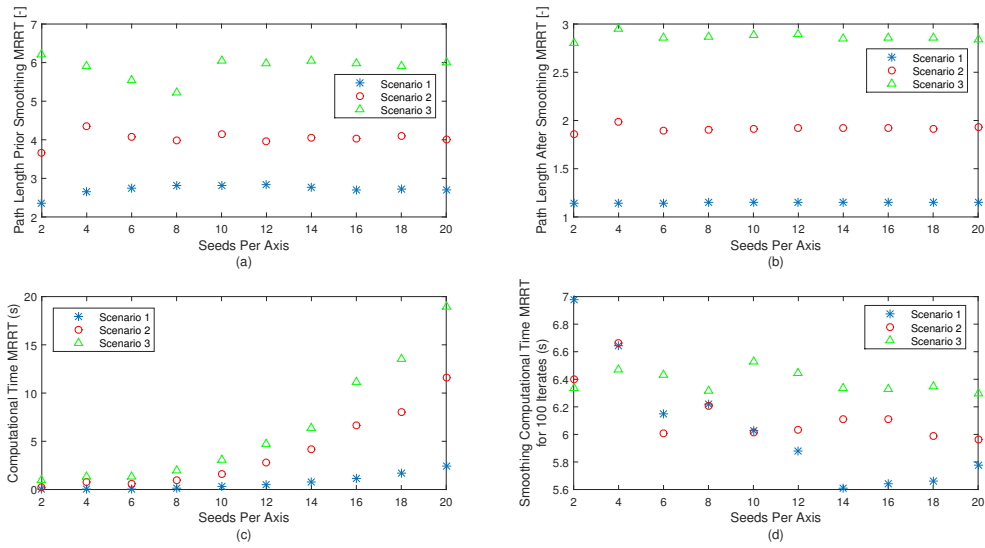 Path Length Prior Smoothing MRRT [-]
7
6
5
4
3
2
2 4 6 8 10 12 14 16 18 20
Seeds Per Axis
(a)
Scenario 1
Scenario 2
Scenario 3
Path Length After Smoothing MRRT [-]
3
2.5
2
1.5
1
2 4 6 8 10 12 14 16 18 20
Seeds Per Axis
(b)
Scenario 1
Scenario 2
Scenario 3
Computational Time MRRT (s)
20
15
10
5
0
2 4 6 8 10 12 14 16 18 20
Seeds Per Axis
(c)
Scenario 1
Scenario 2
Scenario 3
Smoothing Computational Time MRRT
for 100 Iterates (s)
7
6.8
6.6
6.4
6.2
6
5.8
5.6
2 4 6 8 10 12 14 16 18 20
Seeds Per Axis
(d)
Scenario 1
Scenario 2
Scenario 3